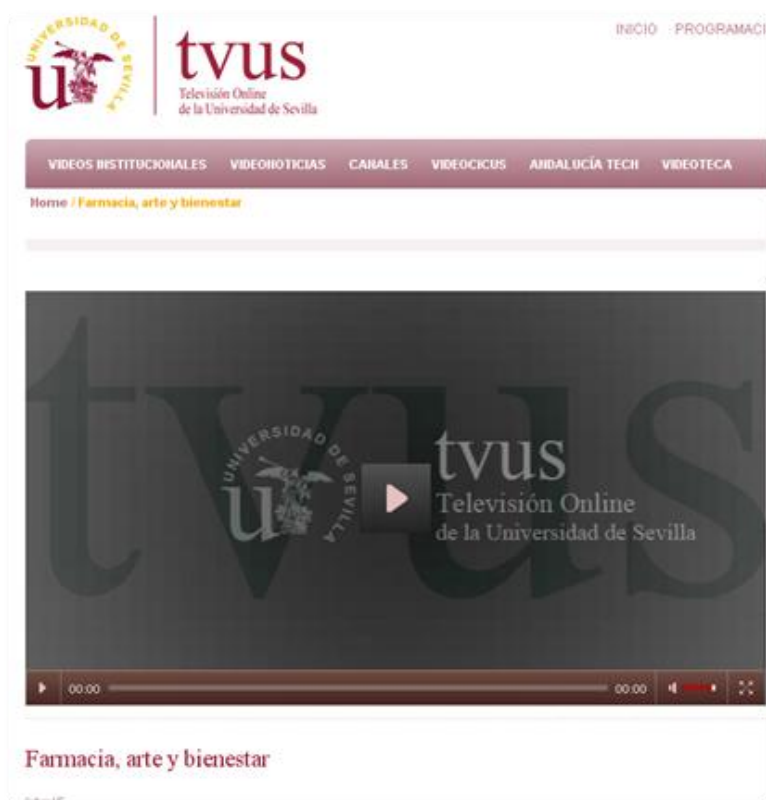 UNIVERSIDAD DE SEVILLA
tvus
Televisión Online
de la Universidad de Sevilla
INICIO PROGRAMACI
VIDEOS INSTITUCIONALES VIDEONOTICIAS CANALES VIDEOCICUS ANDALUCÍA TECH VIDEOTECA
Home / Farmacia, arte y bienestar
tvus
UNIVERSIDAD DE SEVILLA
tvus
Televisión Online
de la Universidad de Sevilla
00:00 00:00
Farmacia, arte y bienestar